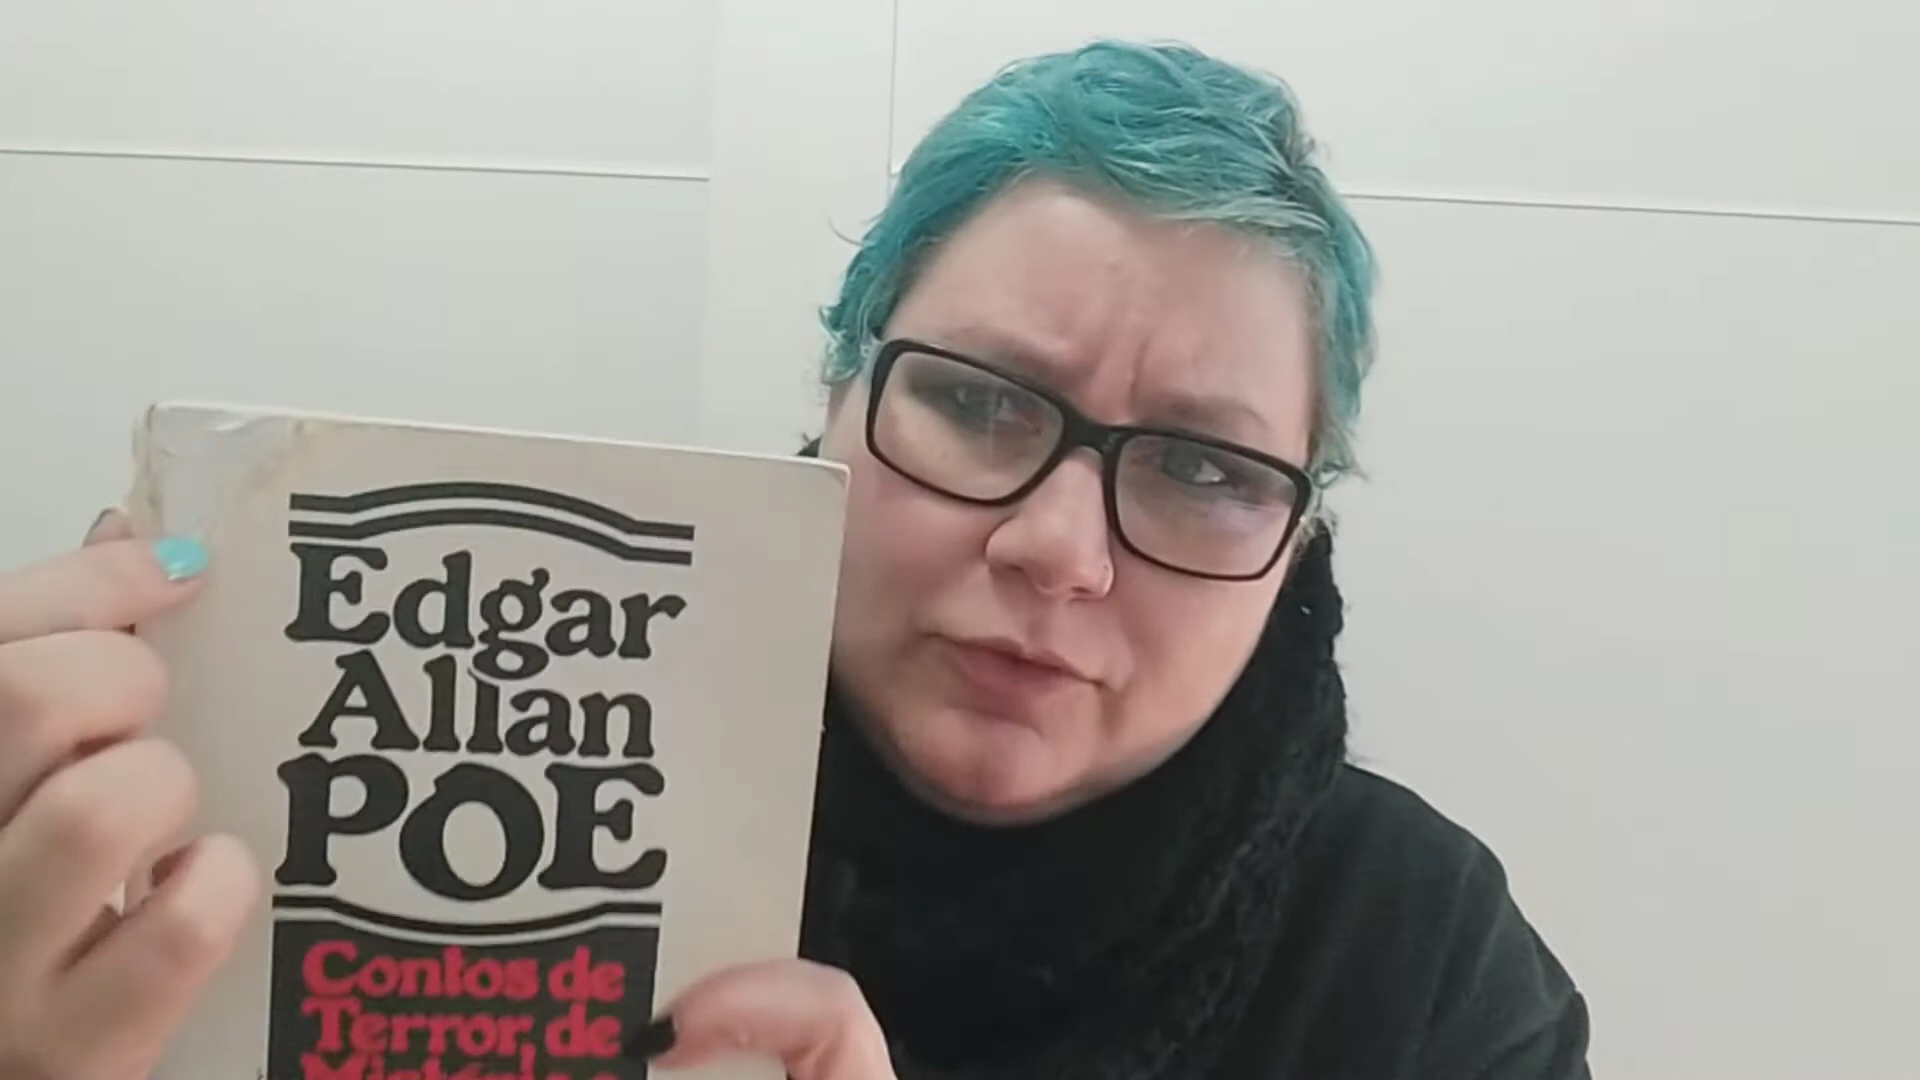 Edgar
Allan
POE
Contos de
Terror, de